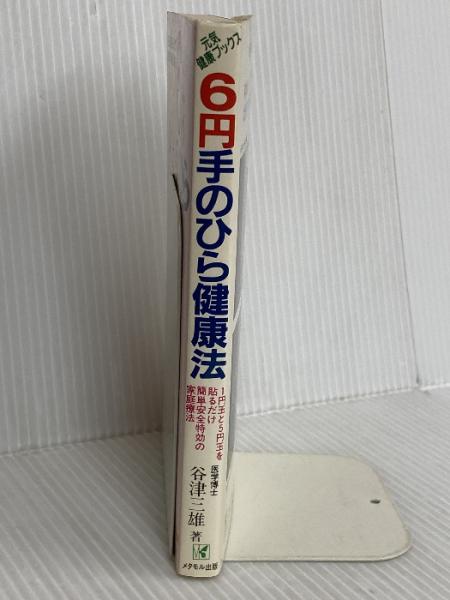 元気
健康ブックス
6円手のひら健康法
1円玉と5円玉を
貼るだけ
簡単安全特効の
家庭療法
医学博士
谷津三雄 著
メタモル出版